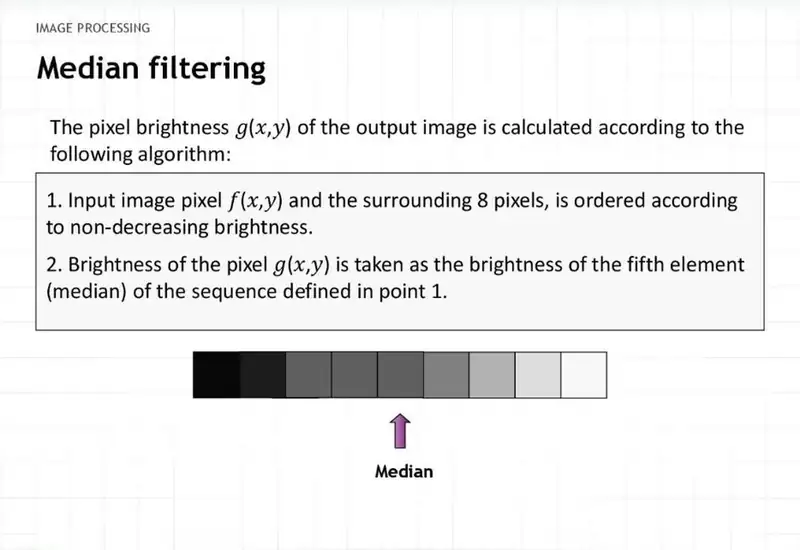 IMAGE PROCESSING
Median filtering
The pixel brightness g(x,y) of the output image is calculated according to the
following algorithm:
1. Input image pixel f(x,y) and the surrounding 8 pixels, is ordered according
to non-decreasing brightness.
2. Brightness of the pixel g(x,y) is taken as the brightness of the fifth element
(median) of the sequence defined in point 1.
Median